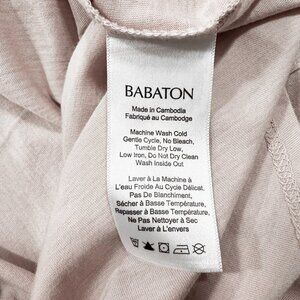 BABATON
Made in Cambodia
Fabriqué au Cambodge
Machine Wash Cold
Gentle Cycle, No Bleach,
Tumble Dry Low,
Low Iron, Do Not Dry Clean
Wash Inside Out
Laver À La Machine à
L'eau Froide Au Cycle Délicat.
Pas De Blanchiment,
Sécher à Basse Température,
Repasser à Basse Température,
Ne Pas Nettoyer à Sec
Laver à L'envers